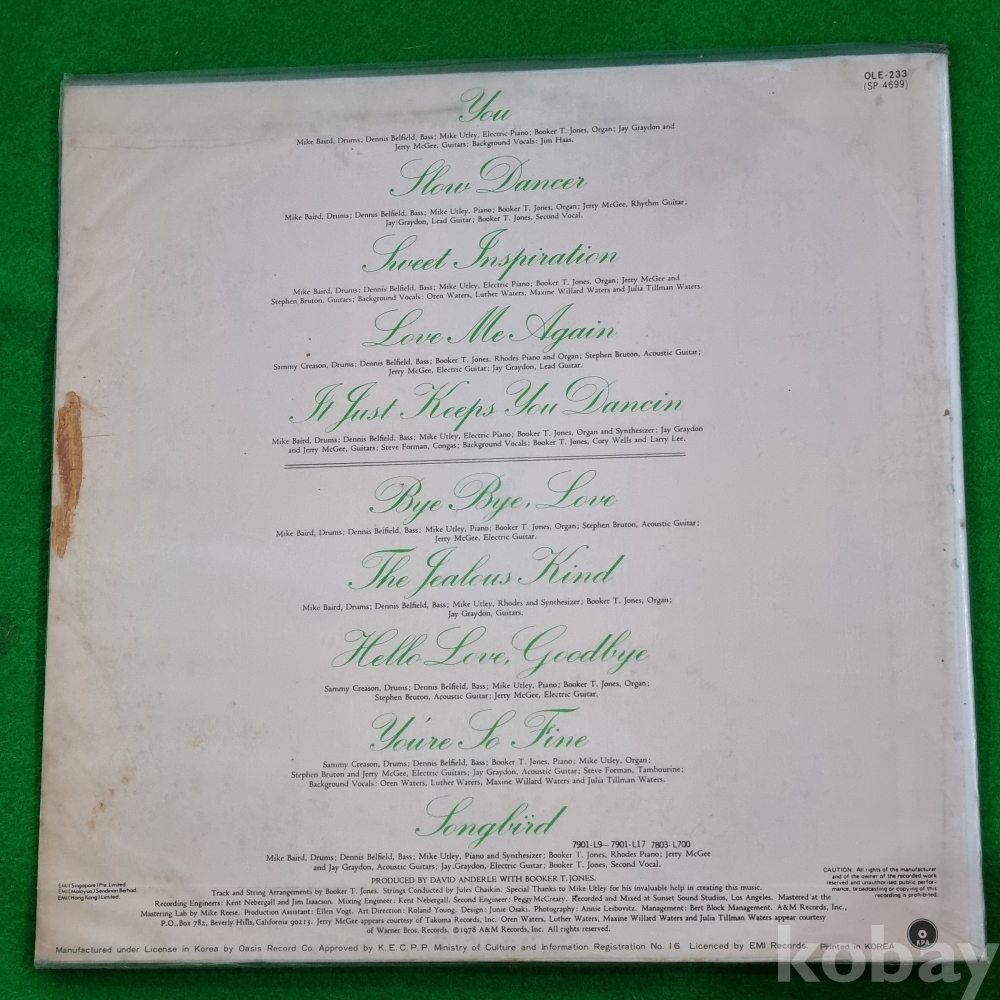 OLE-233
(SP 4699)
You
Mike Baird, Drums; Dennis Belfield, Bass; Mike Utley, Electric Piano; Booker T. Jones, Organ; Jay Graydon and
Jerry McGee, Guitars; Background Vocals: Jim Haas.
Slow Dancer
Mike Baird, Drums; Dennis Belfield, Bass; Mike Utley, Piano; Booker T. Jones, Organ; Jerry McGee, Rhythm Guitar;
Jay Graydon, Lead Guitar; Booker T. Jones, Second Vocal.
Sweet Inspiration
Mike Baird, Drums; Dennis Belfield, Bass; Mike Utley, Electric Piano; Booker T. Jones, Organ; Jerry McGee and
Stephen Bruton, Guitars; Background Vocals: Oren Waters, Luther Waters, Maxine Willard Waters and Julia Tillman Waters.
Love Me Again
Sammy Creason, Drums; Dennis Belfield, Bass; Booker T. Jones, Rhodes Piano and Organ; Stephen Bruton, Acoustic Guitar;
Jerry McGee, Electric Guitar; Jay Graydon, Lead Guitar.
It Just Keeps You Dancin
Mike Baird, Drums; Dennis Belfield, Bass; Mike Utley, Electric Piano; Booker T. Jones, Organ and Synthesizer; Jay Graydon
and Jerry McGee, Guitars; Steve Forman, Congas; Background Vocals: Booker T. Jones, Cory Wells and Larry Lee.
Bye Bye, Love
Mike Baird, Drums; Dennis Belfield, Bass; Mike Utley, Piano; Booker T. Jones, Organ; Stephen Bruton, Acoustic Guitar;
Jerry McGee, Electric Guitar.
The Jealous Kind
Mike Baird, Drums; Dennis Belfield, Bass; Mike Utley, Rhodes and Synthesizer; Booker T. Jones, Organ;
Jay Graydon, Guitars.
Hello Love, Goodbye
Sammy Creason, Drums; Dennis Belfield, Bass; Mike Utley, Piano; Booker T. Jones, Organ;
Stephen Bruton, Acoustic Guitar; Jerry McGee, Electric Guitar.
You're So Fine
Sammy Creason, Drums; Dennis Belfield, Bass; Booker T. Jones, Piano; Mike Utley, Organ;
Stephen Bruton and Jerry McGee, Electric Guitars; Jay Graydon, Acoustic Guitar; Steve Forman, Tambourine;
Background Vocals: Oren Waters, Luther Waters, Maxine Willard Waters and Julia Tillman Waters.
Songbird
7901-L9~7901-L17 7803-L700
Mike Baird, Drums; Dennis Belfield, Bass; Mike Utley, Piano and Synthesizer; Booker T. Jones, Rhodes Piano; Jerry McGee
and Jay Graydon, Acoustic Guitars; Jay Graydon, Electric Guitar; Booker T. Jones, Second Vocal.
PRODUCED BY DAVID ANDERLE WITH BOOKER T. JONES.
Track and String Arrangements by Booker T. Jones. Strings Conducted by Jules Chaikin. Special Thanks to Mike Utley for his invaluable help in creating this music.
Recording Engineers: Kent Nebergall and Jim Isaacson. Mixing Engineer: Kent Nebergall. Second Engineer: Peggy McCreary. Recorded and Mixed at Sunset Sound Studios, Los Angeles. Mastered at the
Mastering Lab by Mike Reese. Production Assistant: Ellen Vogt. Art Direction: Roland Young. Design: Junie Osaki. Photography: Annie Leibovitz. Management: Bert Block Management. A&M Records, Inc.,
P.O., Box 782, Beverly Hills, California 90213. Jerry McGee appears courtesy of Takoma Records, Inc. Oren Waters, Luther Waters, Maxine Willard Waters and Julia Tillman Waters appear courtesy
of Warner Bros. Records. ©1978 A&M Records, Inc. All rights reserved.
EMI (Singapore) Pte. Limited.
EMI (Malaysia) Sendirian Berhad
EMI (Hong Kong) Limited.
CAUTION: All rights of the manufacturer
and of the owner of the recorded work
reserved and unauthorised public perfor-
mance, broadcasting or copying of this
recording is prohibited.
Manufactured under License in Korea by Oasis Record Co. Approved by K.E.C.P.P. Ministry of Culture and Information Registration No. 16 Licenced by EMI Records. Printed in KOREA
KPA
kobay